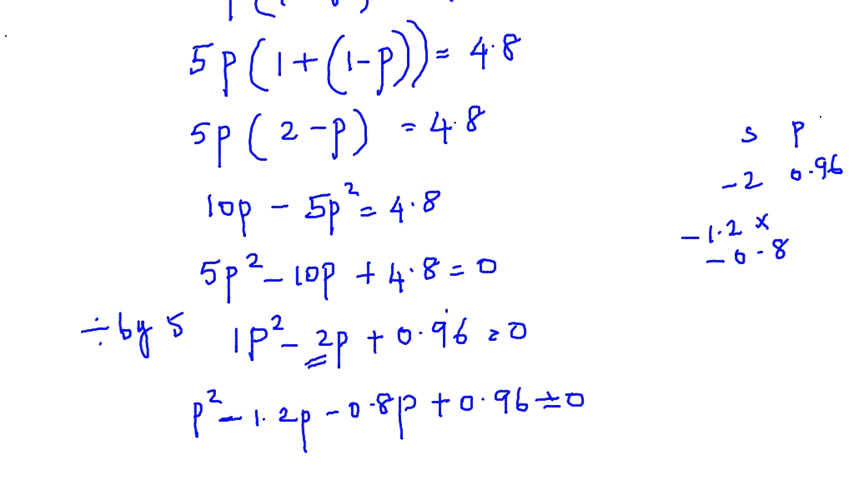 5p(1+(1-p))= 4.8
5p(2-p) = 4.8
10p - 5p²= 4.8
5p²-10p + 4.8 = 0
÷ by 5 1p²- 2p + 0.96 = 0
p²-1.2p-0.8p+0.96=0
s p
-2 0.96
-1.2 x
-0.8